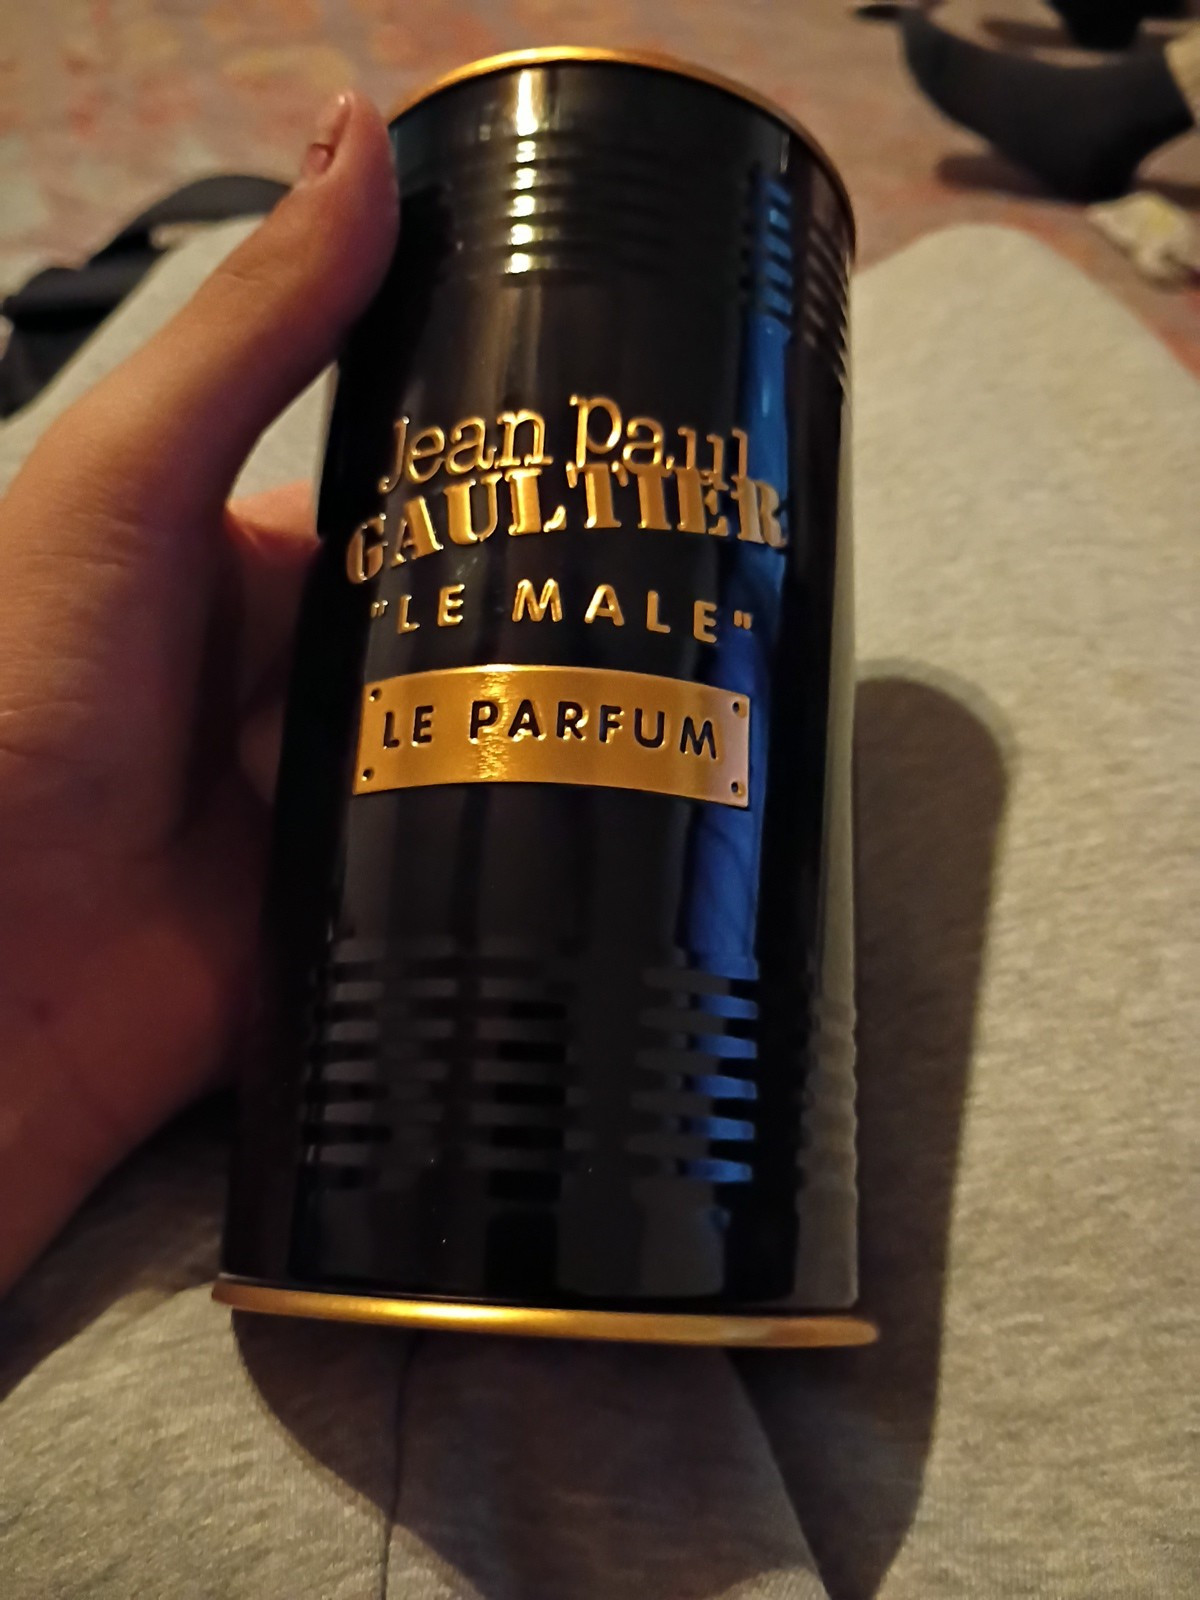 Jean Paul
GAULTIER
"LE MALE"
LE PARFUM